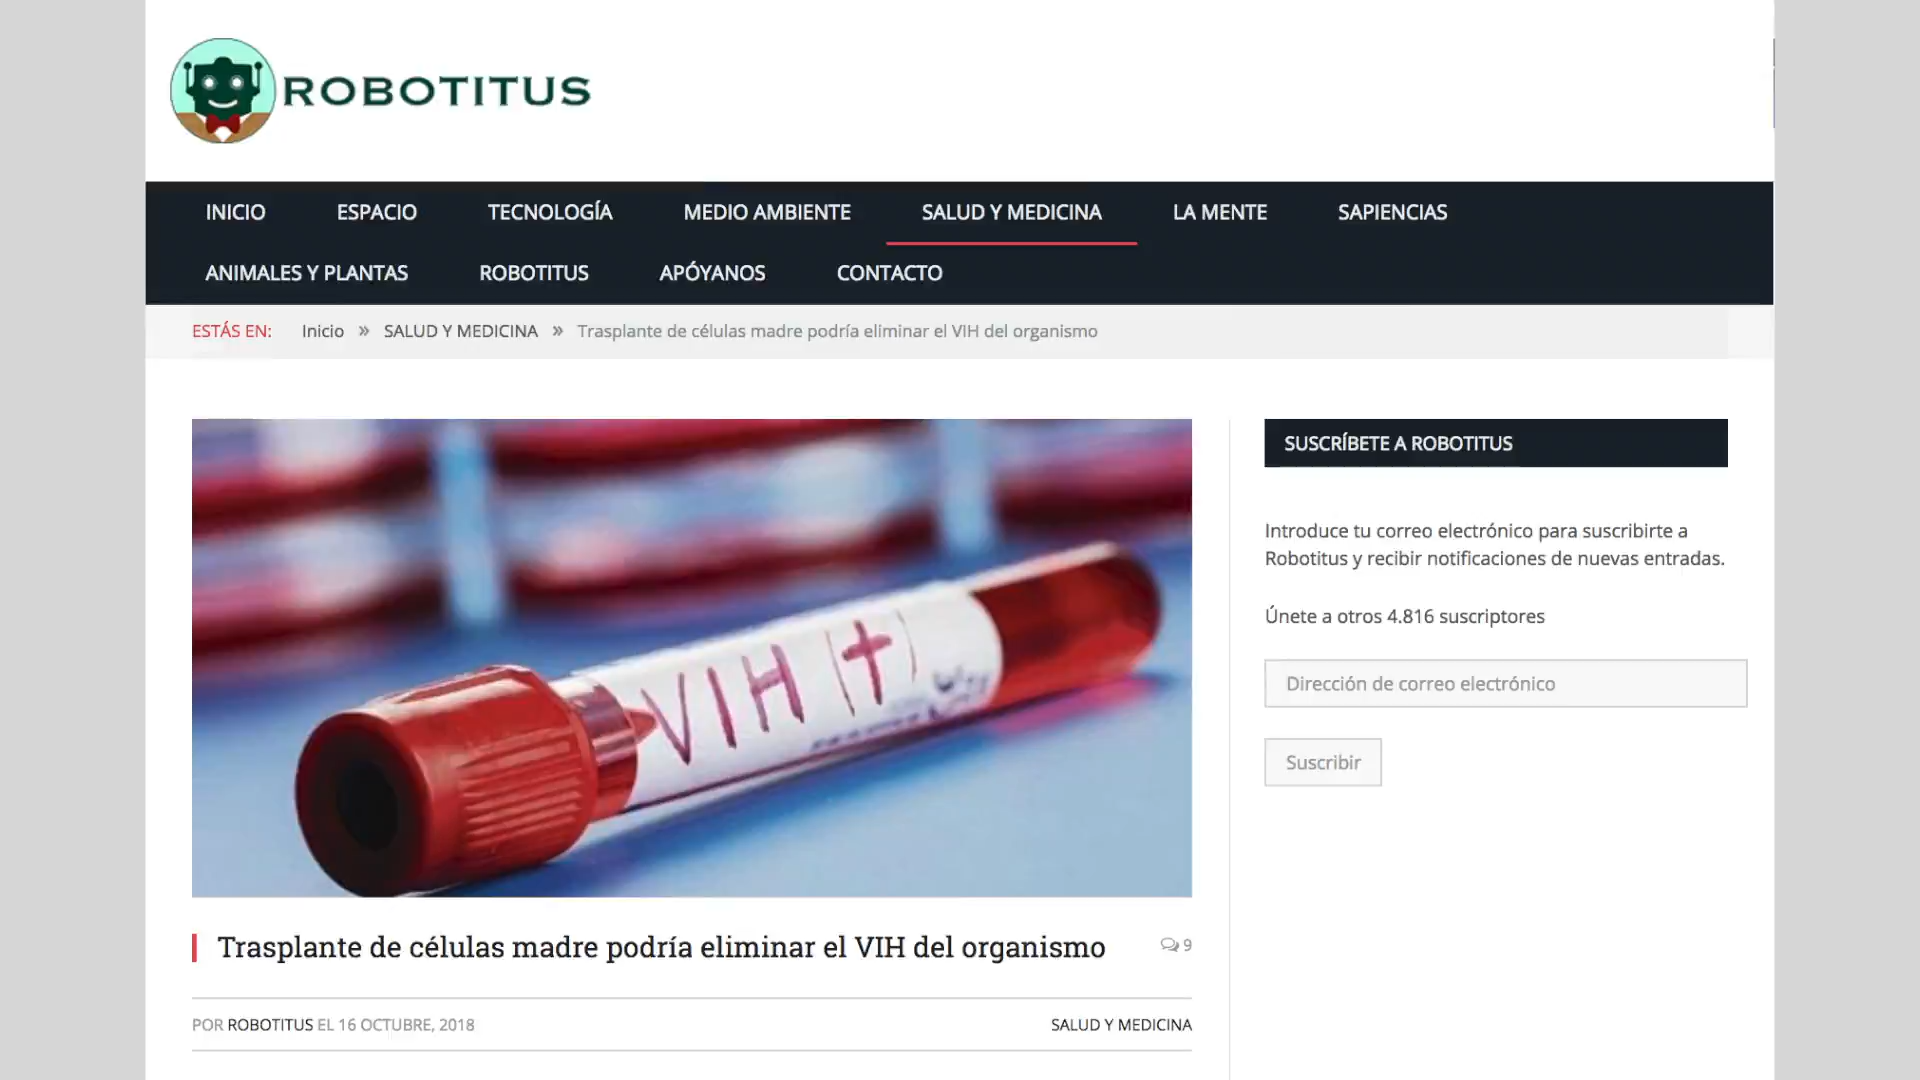 ROBOTITUS
INICIO ESPACIO TECNOLOGÍA MEDIO AMBIENTE SALUD Y MEDICINA LA MENTE SAPIENCIAS
ANIMALES Y PLANTAS ROBOTITUS APÓYANOS CONTACTO
ESTÁS EN: Inicio » SALUD Y MEDICINA » Trasplante de células madre podría eliminar el VIH del organismo
VIH (+)
Trasplante de células madre podría eliminar el VIH del organismo 9
POR ROBOTITUS EL 16 OCTUBRE, 2018 SALUD Y MEDICINA
SUSCRÍBETE A ROBOTITUS
Introduce tu correo electrónico para suscribirte a
Robotitus y recibir notificaciones de nuevas entradas.
Únete a otros 4.816 suscriptores
Dirección de correo electrónico
Suscribir